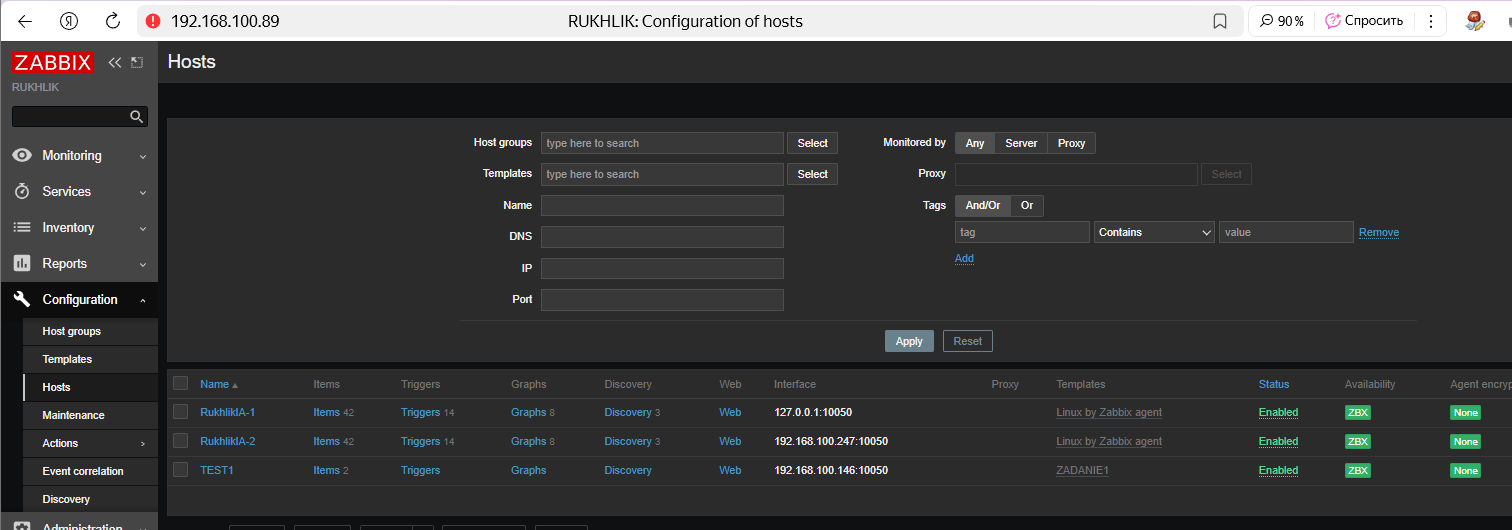 192.168.100.89
RUKHLIK: Configuration of hosts
90 %
Спросить
ZABBIX
RUKHLIK
Monitoring
Services
Inventory
Reports
Configuration
Host groups
Templates
Hosts
Maintenance
Actions
Event correlation
Discovery
Administration
Hosts
Host groups type here to search Select
Templates type here to search Select
Name
DNS
IP
Port
Monitored by Any Server Proxy
Proxy Select
Tags And/Or Or
tag Contains value Remove
Add
Apply Reset
Name Items Triggers Graphs Discovery Web Interface Proxy Templates Status Availability Agent encryp
RukhlikIA-1 Items 42 Triggers 14 Graphs 8 Discovery 3 Web 127.0.0.1:10050 Linux by Zabbix agent Enabled ZBX None
RukhlikIA-2 Items 42 Triggers 14 Graphs 8 Discovery 3 Web 192.168.100.247:10050 Linux by Zabbix agent Enabled ZBX None
TEST1 Items 2 Triggers Graphs Discovery Web 192.168.100.146:10050 ZADANIE1 Enabled ZBX None